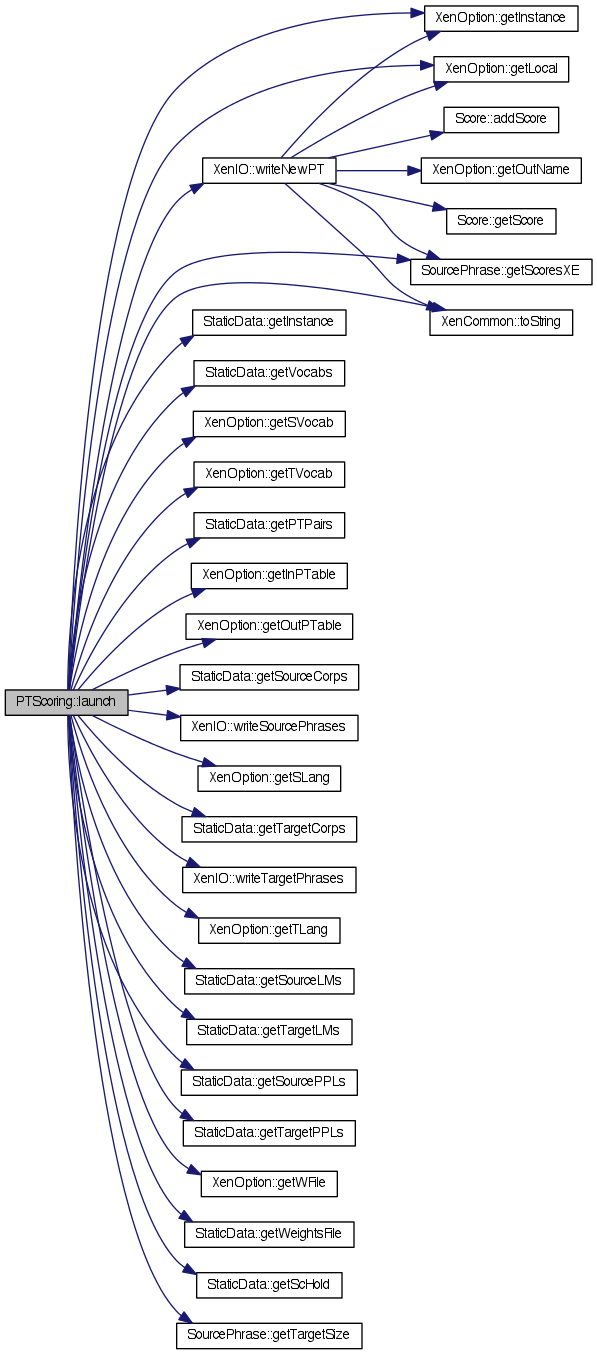 XenOption::getInstance
XenOption::getLocal
Score::addScore
XenIO::writeNewPT
XenOption::getOutName
Score::getScore
SourcePhrase::getScoresXE
StaticData::getInstance
XenCommon::toString
StaticData::getVocabs
XenOption::getSVocab
XenOption::getTVocab
StaticData::getPTPairs
XenOption::getInPTable
XenOption::getOutPTable
StaticData::getSourceCorps
PTScoring::launch
XenIO::writeSourcePhrases
XenOption::getSLang
StaticData::getTargetCorps
XenIO::writeTargetPhrases
XenOption::getTLang
StaticData::getSourceLMs
StaticData::getTargetLMs
StaticData::getSourcePPLs
StaticData::getTargetPPLs
XenOption::getWFile
StaticData::getWeightsFile
StaticData::getScHold
SourcePhrase::getTargetSize